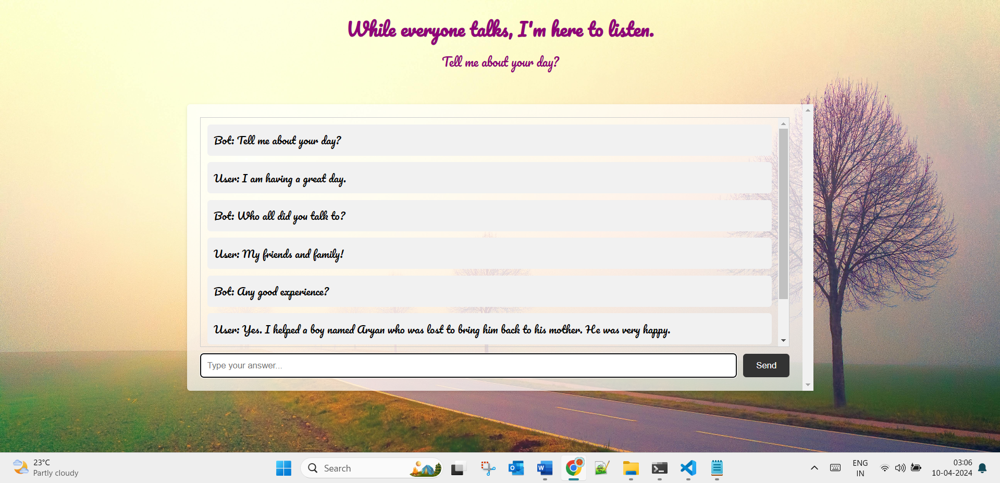 While everyone talks, I'm here to listen.
Tell me about your day?
Bot: Tell me about your day?
User: I am having a great day.
Bot: Who all did you talk to?
User: My friends and family!
Bot: Any good experience?
User: Yes. I helped a boy named Aryan who was lost to bring him back to his mother. He was very happy.
Type your answer...
Send
23°C
Partly cloudy
Search
ENG
IN
03:06
10-04-2024